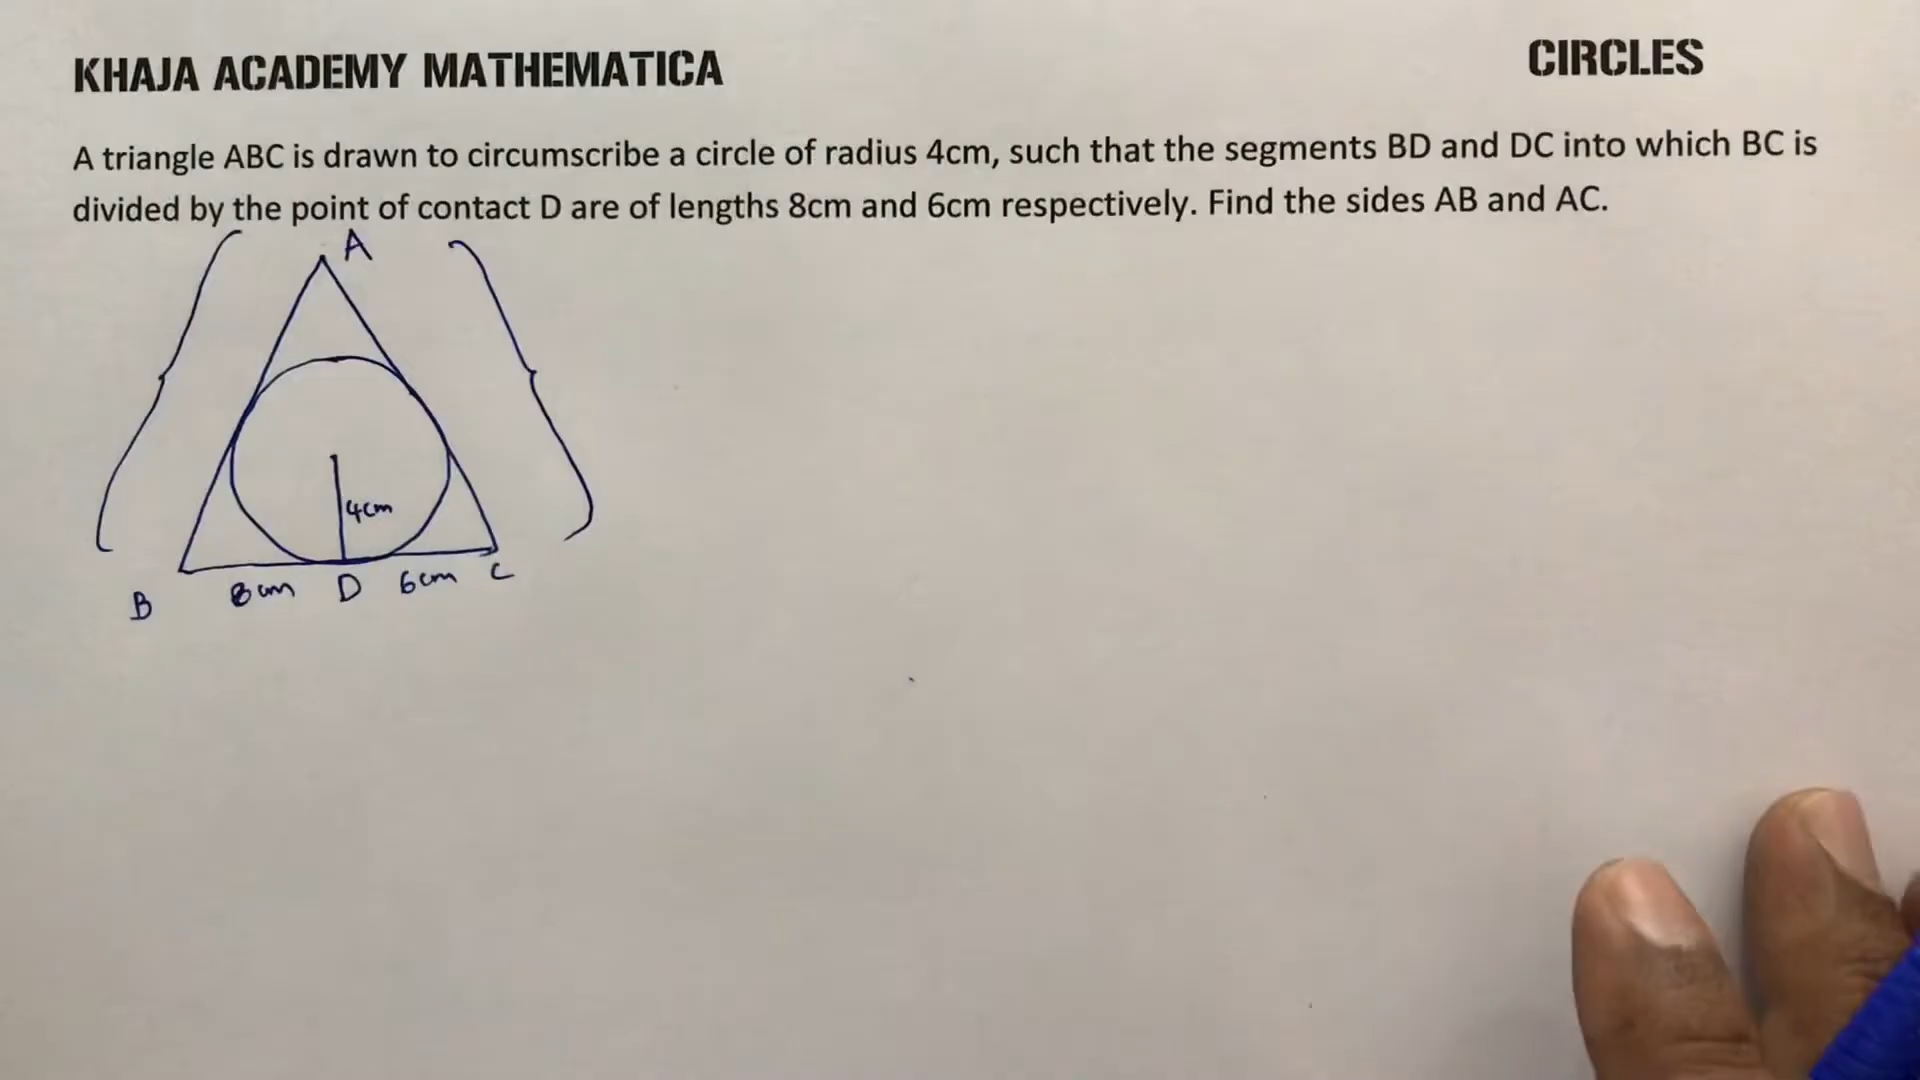 KHAJA ACADEMY MATHEMATICA
CIRCLES
A triangle ABC is drawn to circumscribe a circle of radius 4cm, such that the segments BD and DC into which BC is
divided by the point of contact D are of lengths 8cm and 6cm respectively. Find the sides AB and AC.
A
4cm
B 8cm D 6cm C